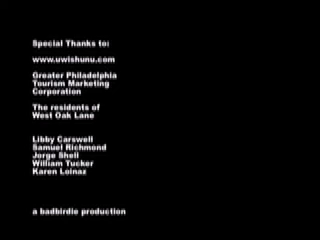 Special Thanks to:
www.uwishunu.com
Greater Philadelphia
Tourism Marketing
Corporation
The residents of
West Oak Lane
Libby Carswell
Samuel Richmond
Jorge Shell
William Tucker
Karen Loinaz
a badbirdie production